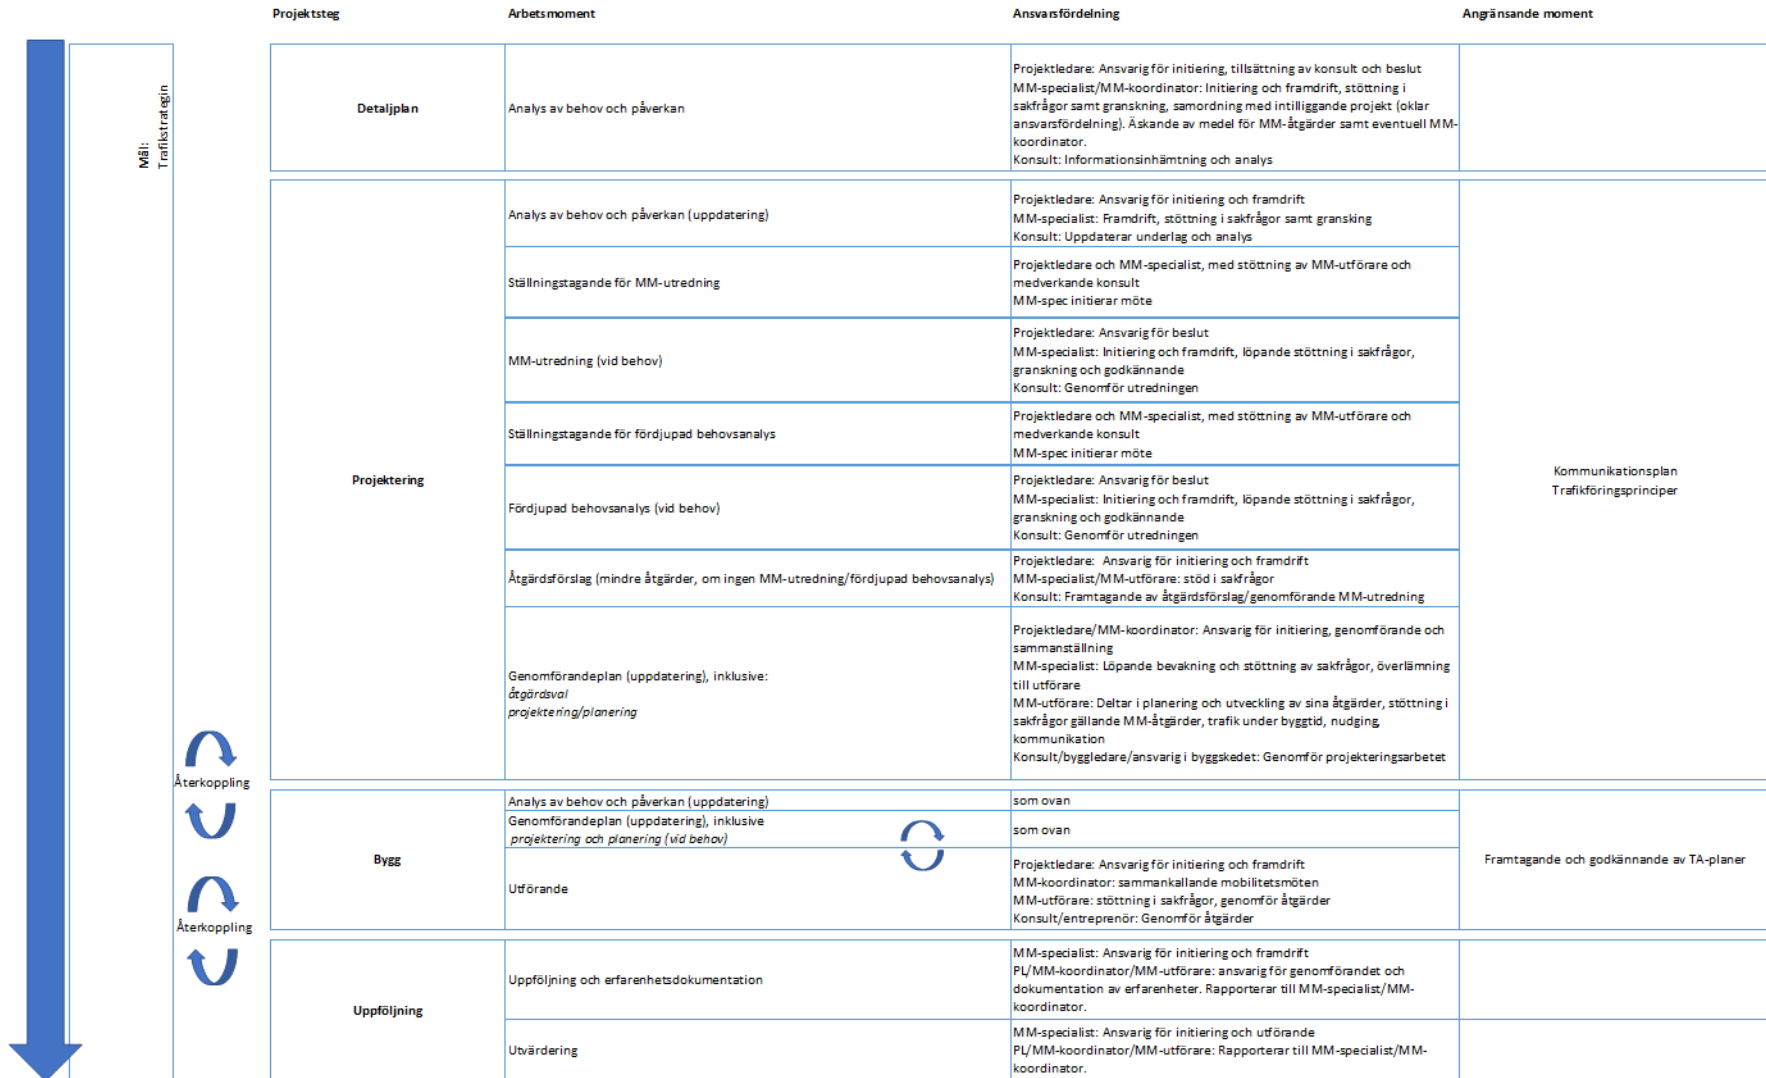 Projektsteg
Arbetsmoment
Ansvarsfördelning
Angränsande moment
Mål:
Trafikstrategin
Detaljplan
Analys av behov och påverkan
Projektledare: Ansvarig för initiering, tillsättning av konsult och beslut
MM-specialist/MM-koordinator: Initiering och framdrift, stöttning i
sakfrågor samt granskning, samordning med intilliggande projekt (oklar
ansvarsfördelning). Äskande av medel för MM-åtgärder samt eventuell MM-
koordinator.
Konsult: Informationsinhämtning och analys
Projektering
Analys av behov och påverkan (uppdatering)
Projektledare: Ansvarig för initiering och framdrift
MM-specialist: Framdrift, stöttning i sakfrågor samt gransking
Konsult: Uppdaterar underlag och analys
Ställningstagande för MM-utredning
Projektledare och MM-specialist, med stöttning av MM-utförare och
medverkande konsult
MM-spec initierar möte
MM-utredning (vid behov)
Projektledare: Ansvarig för beslut
MM-specialist: Initiering och framdrift, löpande stöttning i sakfrågor,
granskning och godkännande
Konsult: Genomför utredningen
Ställningstagande för fördjupad behovsanalys
Projektledare och MM-specialist, med stöttning av MM-utförare och
medverkande konsult
MM-spec initierar möte
Fördjupad behovsanalys (vid behov)
Projektledare: Ansvarig för beslut
MM-specialist: Initiering och framdrift, löpande stöttning i sakfrågor,
granskning och godkännande
Konsult: Genomför utredningen
Åtgärdsförslag (mindre åtgärder, om ingen MM-utredning/fördjupad behovsanalys)
Projektledare:  Ansvarig för initiering och framdrift
MM-specialist/MM-utförare: stöd i sakfrågor
Konsult: Framtagande av åtgärdsförslag/genomförande MM-utredning
Genomförandeplan (uppdatering), inklusive:
åtgärdsval
projektering/planering
Projektledare/MM-koordinator: Ansvarig för initiering, genomförande och
sammanställning
MM-specialist: Löpande bevakning och stöttning av sakfrågor, överlämning
till utförare
MM-utförare: Deltar i planering och utveckling av sina åtgärder, stöttning i
sakfrågor gällande MM-åtgärder, trafik under byggtid, nudging,
kommunikation
Konsult/byggledare/ansvarig i byggskedet: Genomför projekteringsarbetet
Kommunikationsplan
Trafikföringsprinciper
Återkoppling
Bygg
Analys av behov och påverkan (uppdatering)
som ovan
Genomförandeplan (uppdatering), inklusive
projektering och planering (vid behov)
som ovan
Utförande
Projektledare: Ansvarig för initiering och framdrift
MM-koordinator: sammankallande mobilitetsmöten
MM-utförare: stöttning i sakfrågor, genomför åtgärder
Konsult/entreprenör: Genomför åtgärder
Framtagande och godkännande av TA-planer
Återkoppling
Uppföljning
Uppföljning och erfarenhetsdokumentation
MM-specialist: Ansvarig för initiering och framdrift
PL/MM-koordinator/MM-utförare: ansvarig för genomförandet och
dokumentation av erfarenheter. Rapporterar till MM-specialist/MM-
koordinator.
Utvärdering
MM-specialist: Ansvarig för initiering och utförande
PL/MM-koordinator/MM-utförare: Rapporterar till MM-specialist/MM-
koordinator.